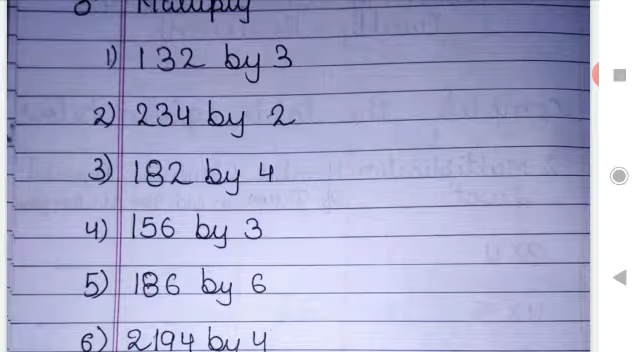 Multiply
1) 132 by 3
2) 234 by 2
3) 182 by 4
4) 156 by 3
5) 186 by 6
6) 2194 by 4